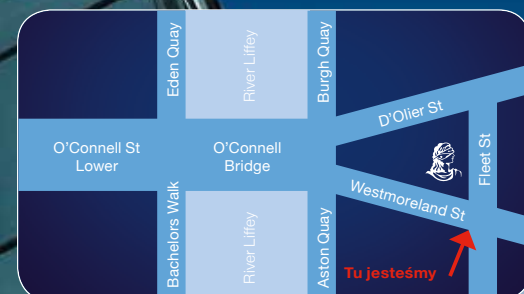 Eden Quay
River Liffey
Burgh Quay
D'Olier St
O'Connell St
Lower
O'Connell
Bridge
Fleet St
Westmoreland St
Bachelors Walk
River Liffey
Aston Quay
Tu jesteśmy